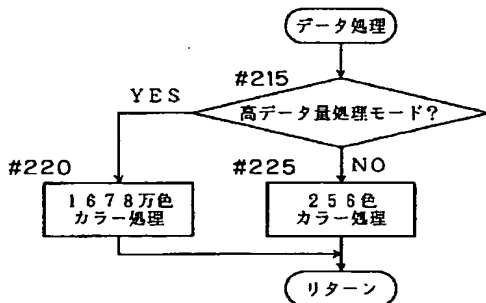 データ処理
#215
YES
高データ量処理モード?
#220
#225
NO
1678万色
カラー処理
256色
カラー処理
リターン